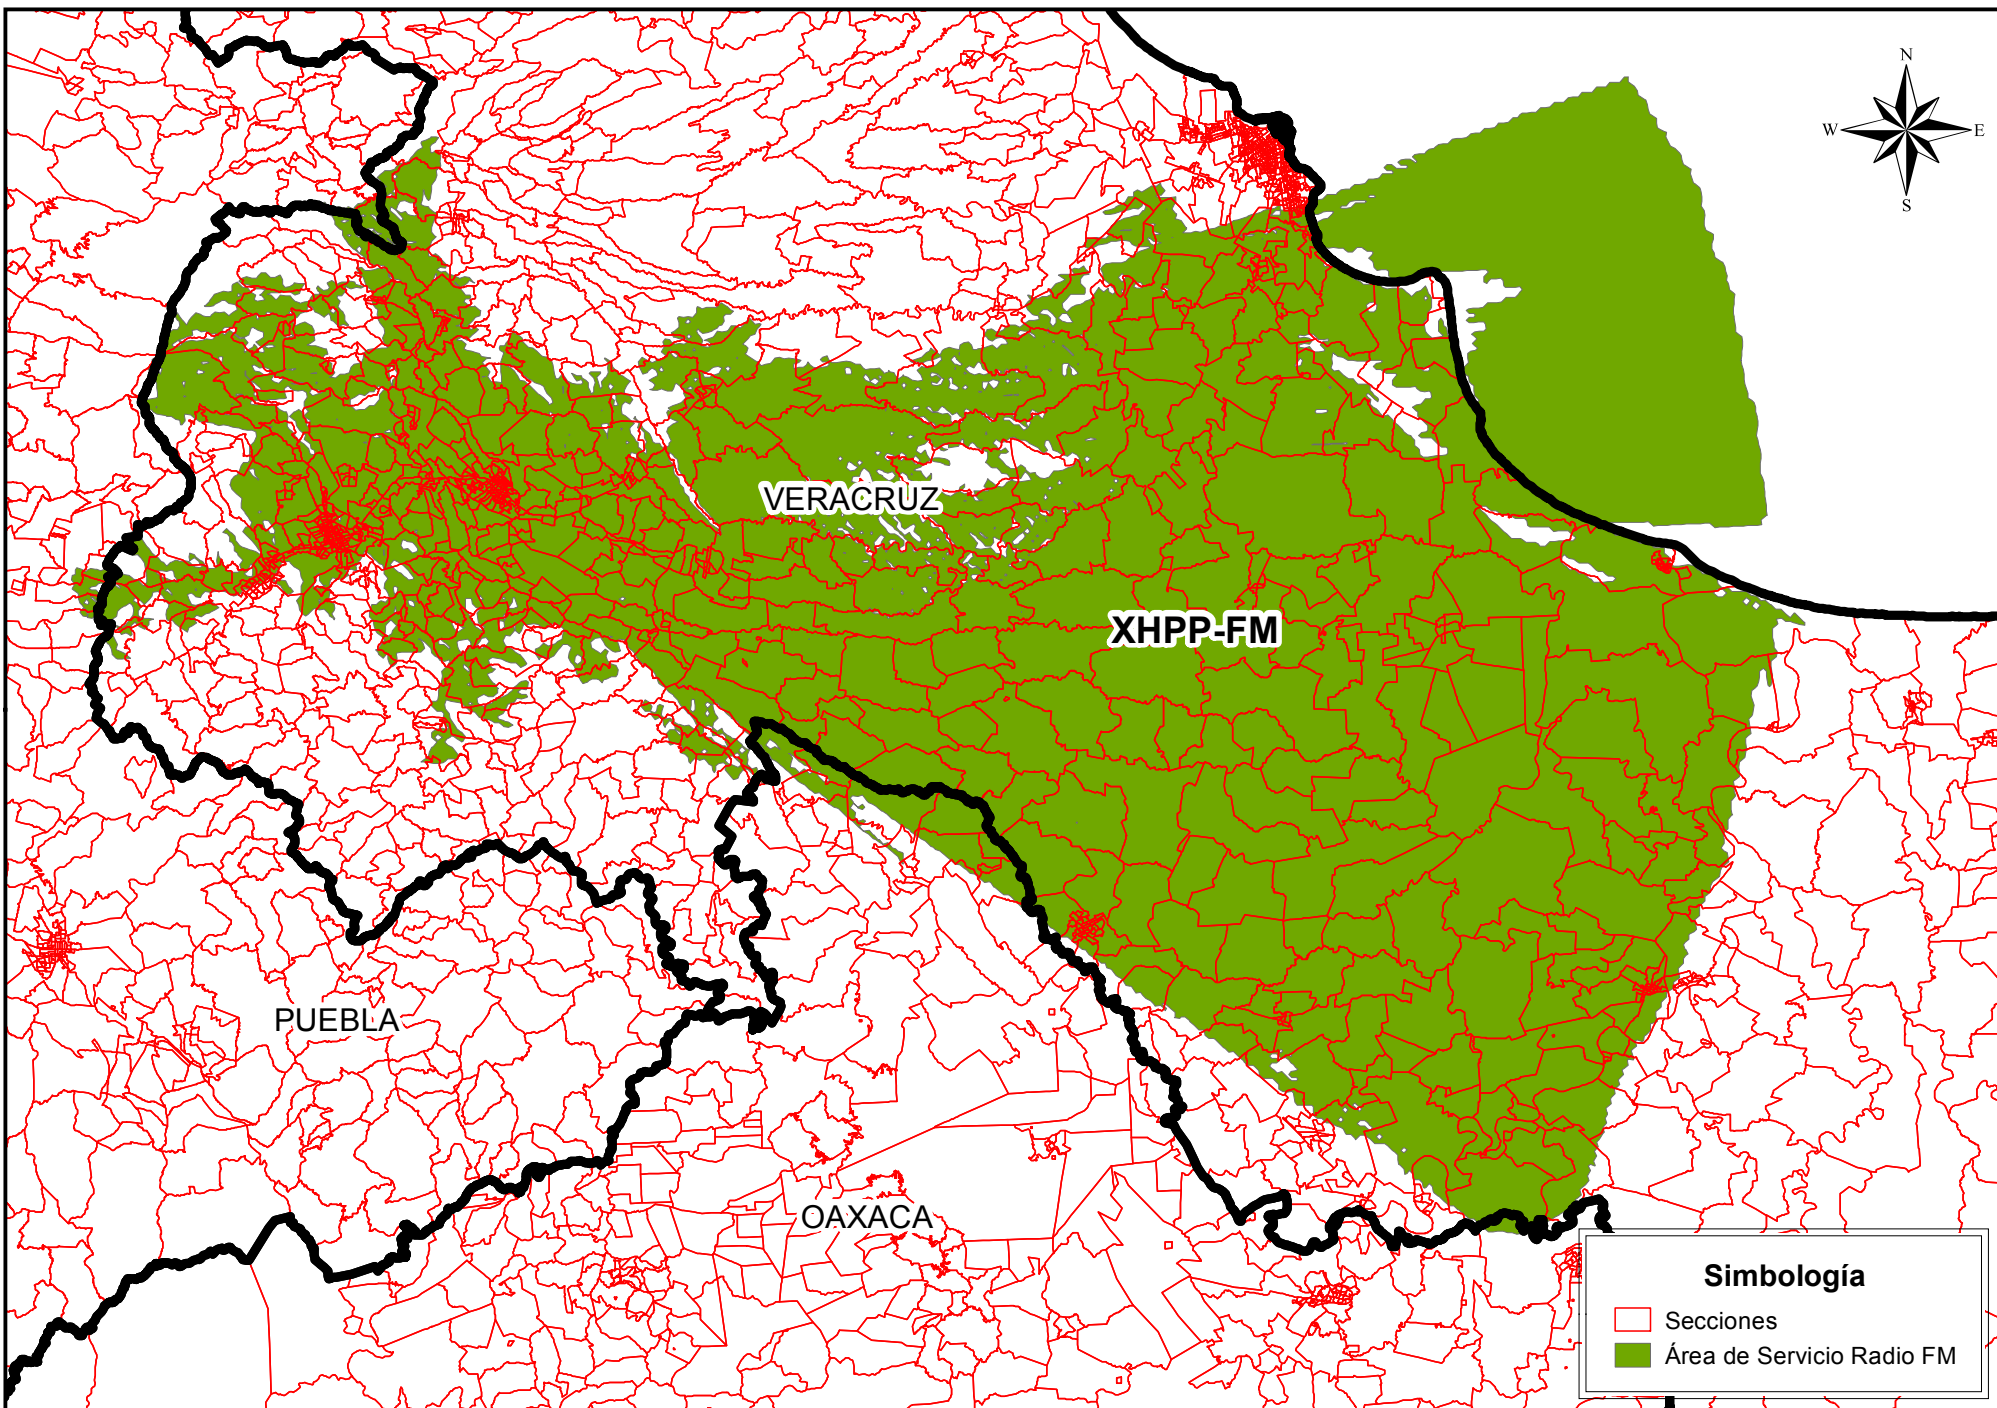 N
W
E
S
VERACRUZ
XHPP-FM
PUEBLA
OAXACA
Simbología
Secciones
Área de Servicio Radio FM